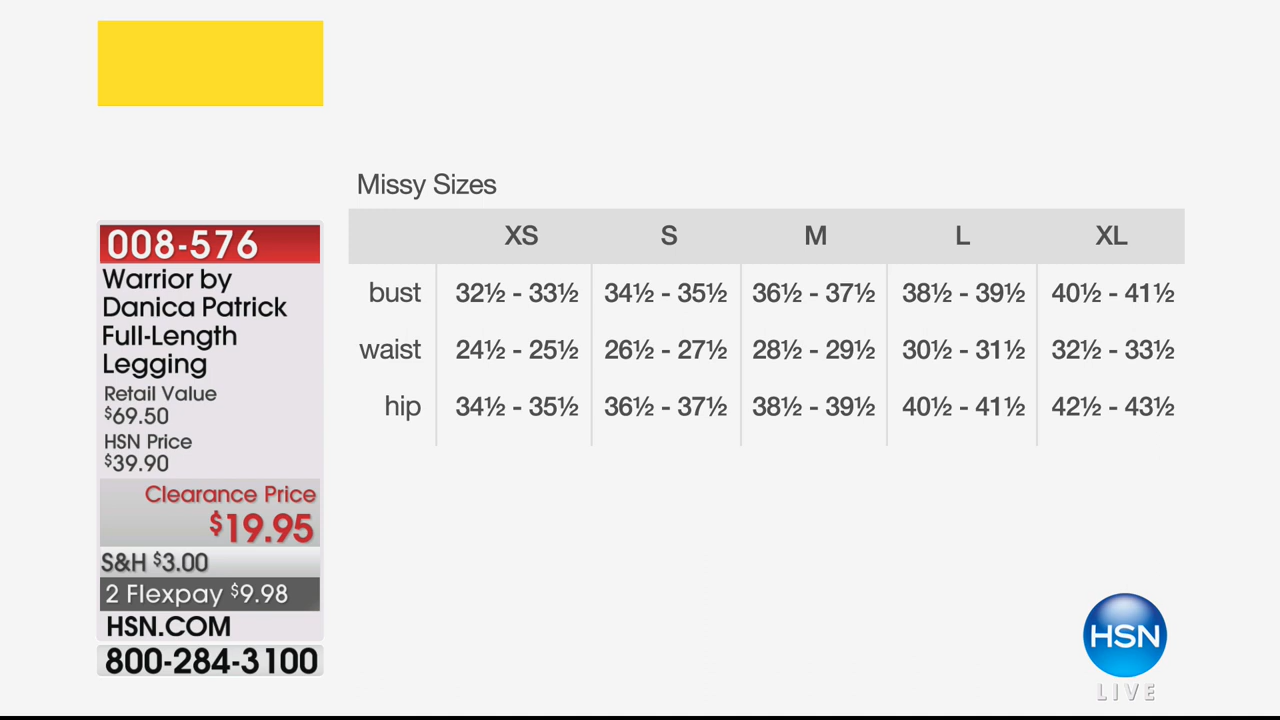 Missy Sizes
XS S M L XL
bust 32½ - 33½ 34½ - 35½ 36½ - 37½ 38½ - 39½ 40½ - 41½
waist 24½ - 25½ 26½ - 27½ 28½ - 29½ 30½ - 31½ 32½ - 33½
hip 34½ - 35½ 36½ - 37½ 38½ - 39½ 40½ - 41½ 42½ - 43½
008-576
Warrior by
Danica Patrick
Full-Length
Legging
Retail Value
$69.50
HSN Price
$39.90
Clearance Price
$19.95
S&H $3.00
2 Flexpay $9.98
HSN.COM
800-284-3100
HSN
LIVE